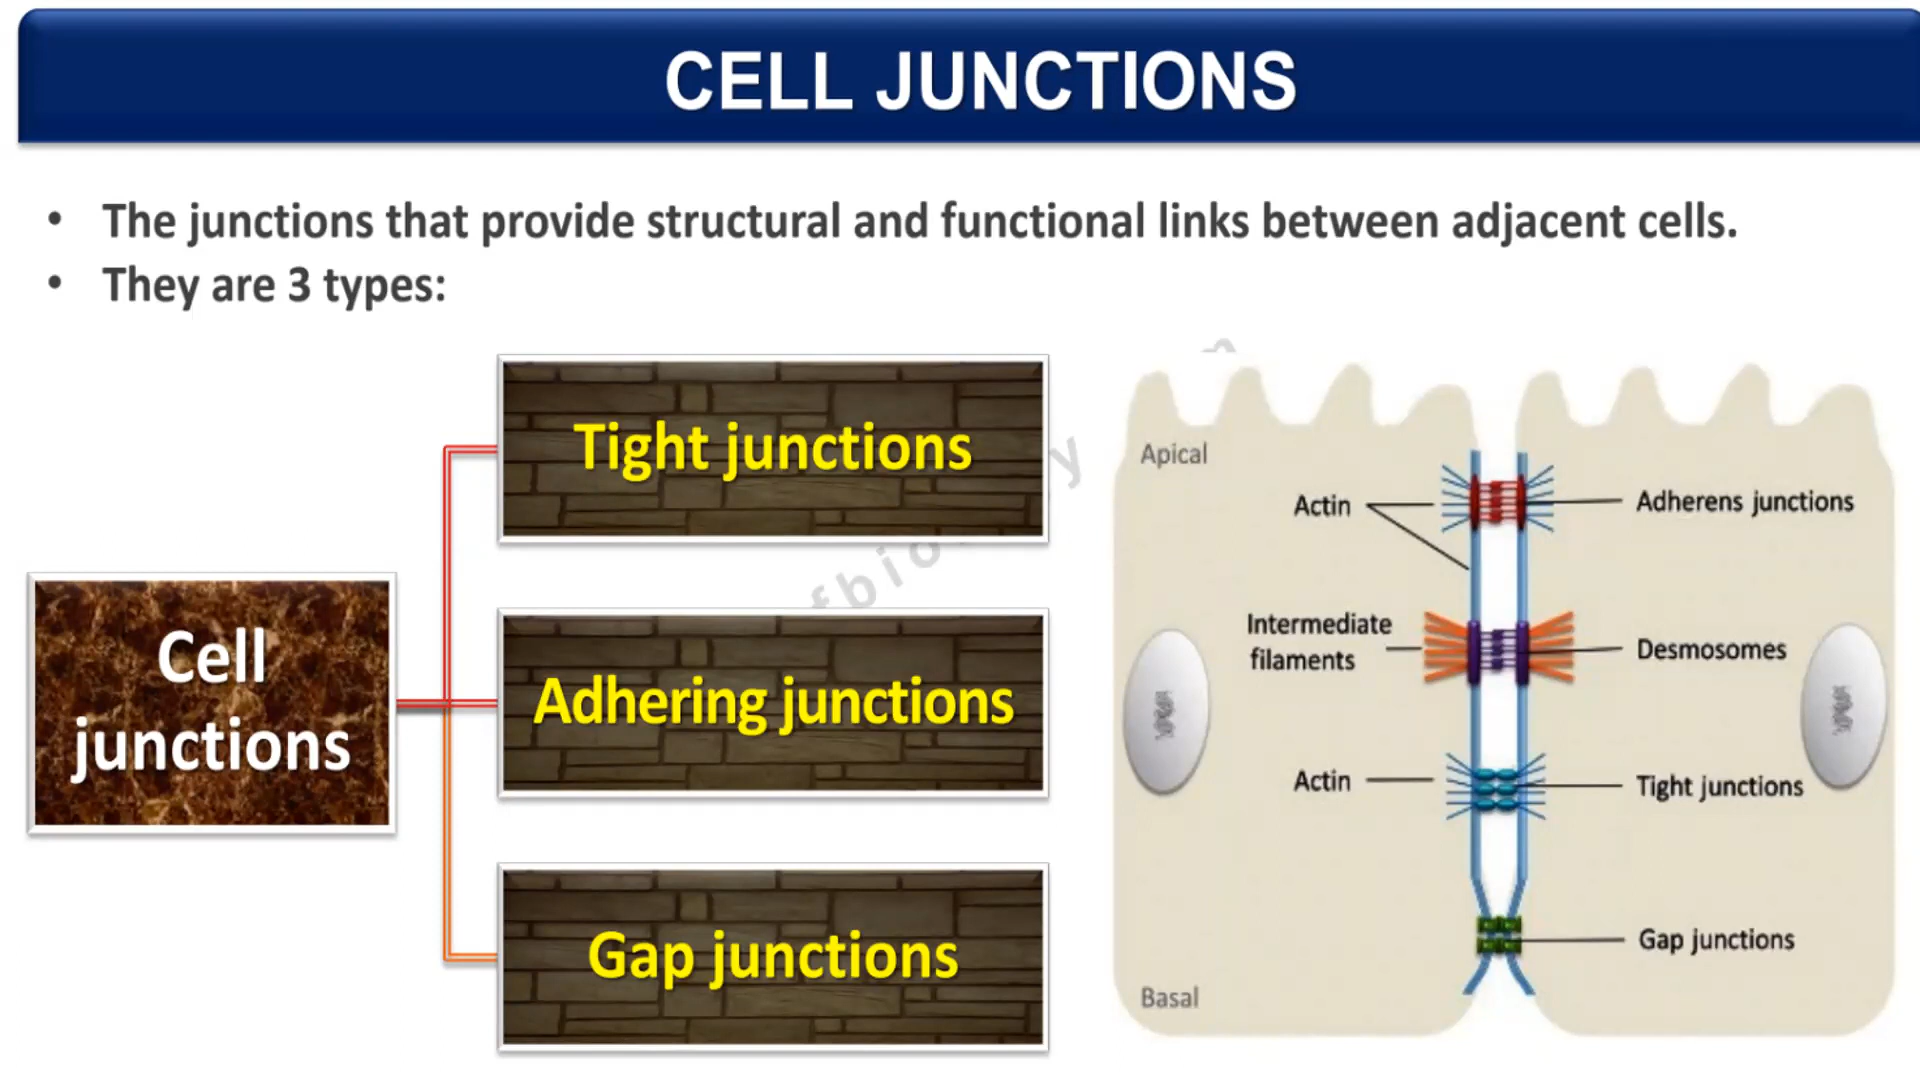 CELL JUNCTIONS
• The junctions that provide structural and functional links between adjacent cells.
• They are 3 types:
Cell
junctions
Tight junctions
Adhering junctions
Gap junctions
Apical
Actin
Adherens junctions
Intermediate
filaments
Desmosomes
Actin
Tight junctions
Gap junctions
Basal